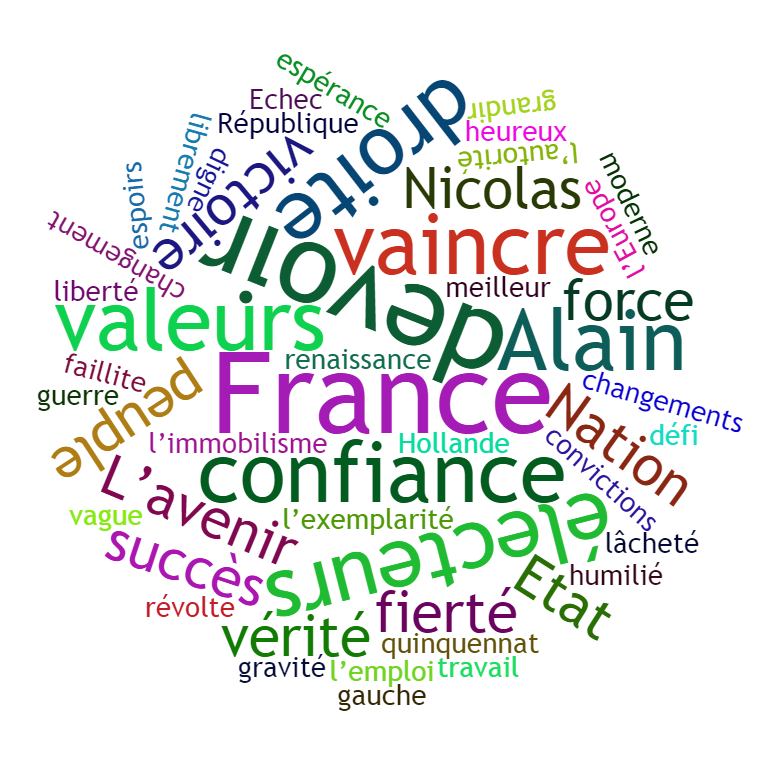 espérance
Echec
République
droite
grandir
heureux
l'autorité
librement
digne
victoire
espoirs
Nicolas
moderne
l'Europe
changement
devoir
vaincre
liberté
meilleur
force
valeurs
Alain
renaissance
faillite
guerre
peuple
France
changements
Nation
défi
l'immobilisme
Hollande
convictions
confiance
L'avenir
vague
l'exemplarité
électeurs
lâcheté
succès
Etat
humilié
révolte
fierté
vérité
quinquennat
gravité
l'emploi
travail
gauche